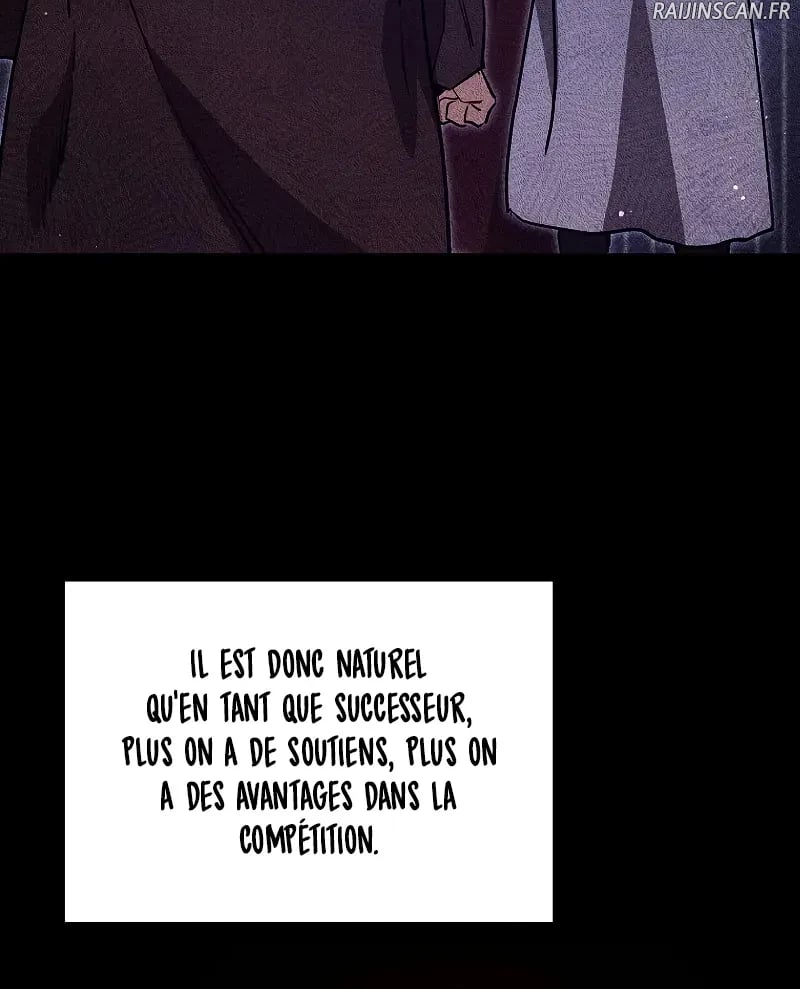 RAIJINSCAN.FR
IL EST DONC NATUREL
QU'EN TANT QUE SUCCESSEUR,
PLUS ON A DE SOUTIENS, PLUS ON
A DES AVANTAGES DANS LA
COMPÉTITION.